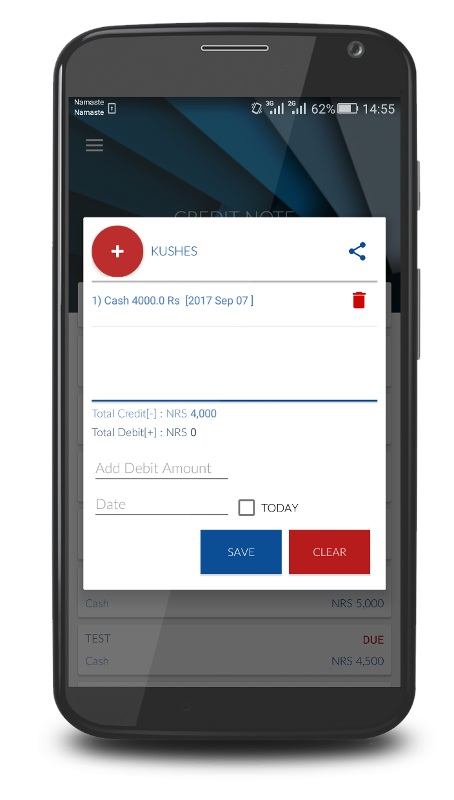 Namaste
Namaste
3G 2G 62% 14:55
CREDIT NOTE
+ KUSHES
1) Cash 4000.0 Rs [2017 Sep 07 ]
Total Credit[-] : NRS 4,000
Total Debit[+] : NRS 0
Add Debit Amount
Date
TODAY
SAVE CLEAR
Cash NRS 5,000
TEST DUE
Cash NRS 4,500